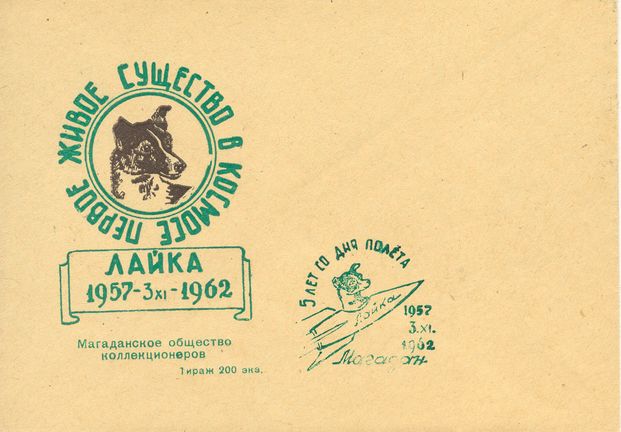 ПЕРВОЕ ЖИВОЕ СУЩЕСТВО В КОСМОСЕ
ЛАЙКА
1957-3XI-1962
Магаданское общество
коллекционеров
Тираж 200 экз.
5 ЛЕТ СО ДНЯ ПОЛЁТА
Лайка
1957
3.XI.
1962
Магадан